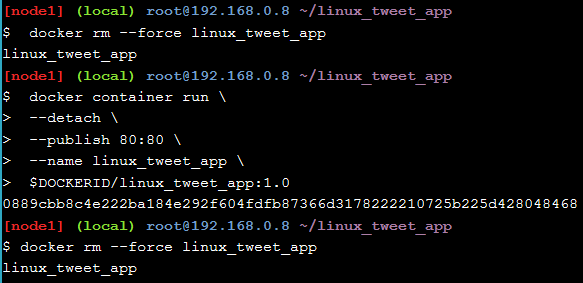 [node1] (local) root@192.168.0.8 ~/linux_tweet_app
$  docker rm --force linux_tweet_app
linux_tweet_app
[node1] (local) root@192.168.0.8 ~/linux_tweet_app
$  docker container run \
>  --detach \
>  --publish 80:80 \
>  --name linux_tweet_app \
>  $DOCKERID/linux_tweet_app:1.0
0889cbb8c4e222ba184e292f604fdfb87366d3178222210725b225d428048468
[node1] (local) root@192.168.0.8 ~/linux_tweet_app
$ docker rm --force linux_tweet_app
linux_tweet_app